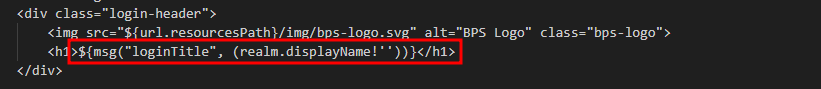 <div class="login-header">
<img src="${url.resourcesPath}/img/bps-logo.svg" alt="BPS Logo" class="bps-logo">
<h1>${msg("loginTitle", (realm.displayName!''))}</h1>
</div>